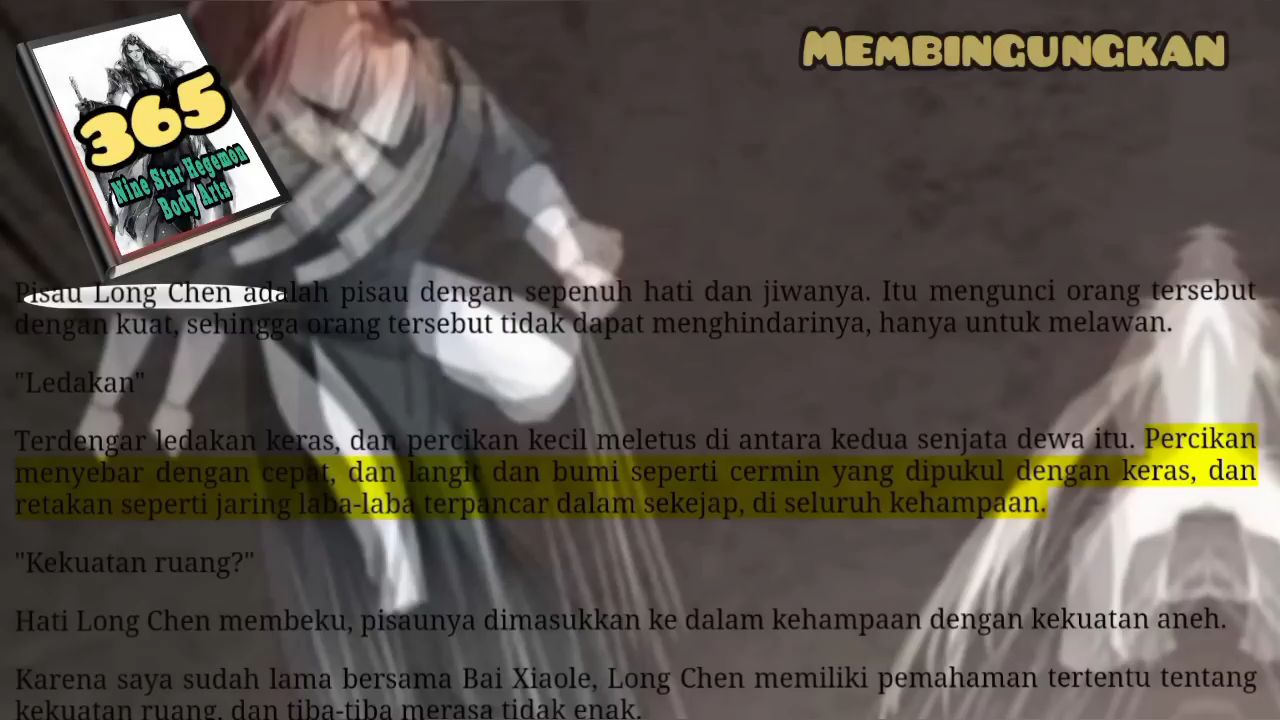 365
Nine Star Hegemon
Body Arts
Membingungkan
Pisau Long Chen adalah pisau dengan sepenuh hati dan jiwanya. Itu mengunci orang tersebut
dengan kuat, sehingga orang tersebut tidak dapat menghindarinya, hanya untuk melawan.
"Ledakan"
Terdengar ledakan keras, dan percikan kecil meletus di antara kedua senjata dewa itu. Percikan
menyebar dengan cepat, dan langit dan bumi seperti cermin yang dipukul dengan keras, dan
retakan seperti jaring laba-laba terpancar dalam sekejap, di seluruh kehampaan.
"Kekuatan ruang?"
Hati Long Chen membeku, pisaunya dimasukkan ke dalam kehampaan dengan kekuatan aneh.
Karena saya sudah lama bersama Bai Xiaole, Long Chen memiliki pemahaman tertentu tentang
kekuatan ruang, dan tiba-tiba merasa tidak enak.